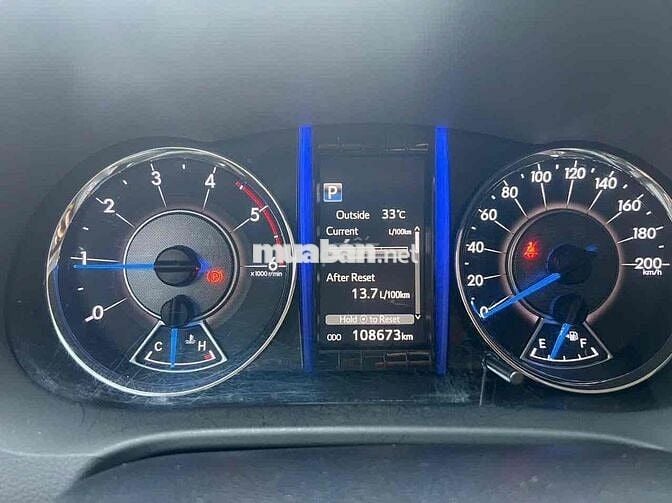 0
1
2
3
4
5
6
x1000 r/min
C H
P
Outside 33℃
Current L/100km
After Reset
13.7 L/100km
Hold to Reset
ODO 108673 km
muaban.net
0
20
40
60
80
100
120
140
160
180
200
km/h
E F